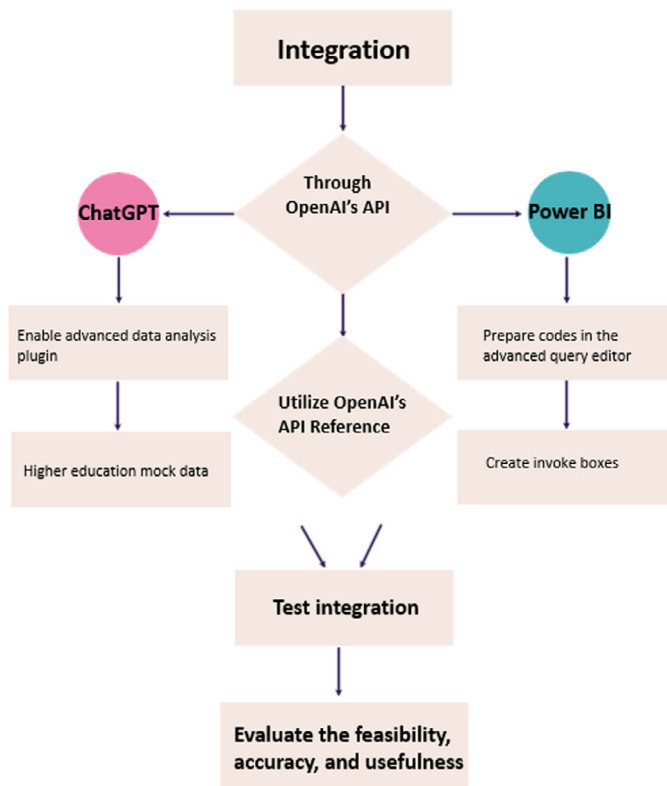 Integration
Through
OpenAI's API
ChatGPT
Power BI
Enable advanced data analysis
plugin
Prepare codes in the
advanced query editor
Utilize OpenAI's
API Reference
Higher education mock data
Create invoke boxes
Test integration
Evaluate the feasibility,
accuracy, and usefulness